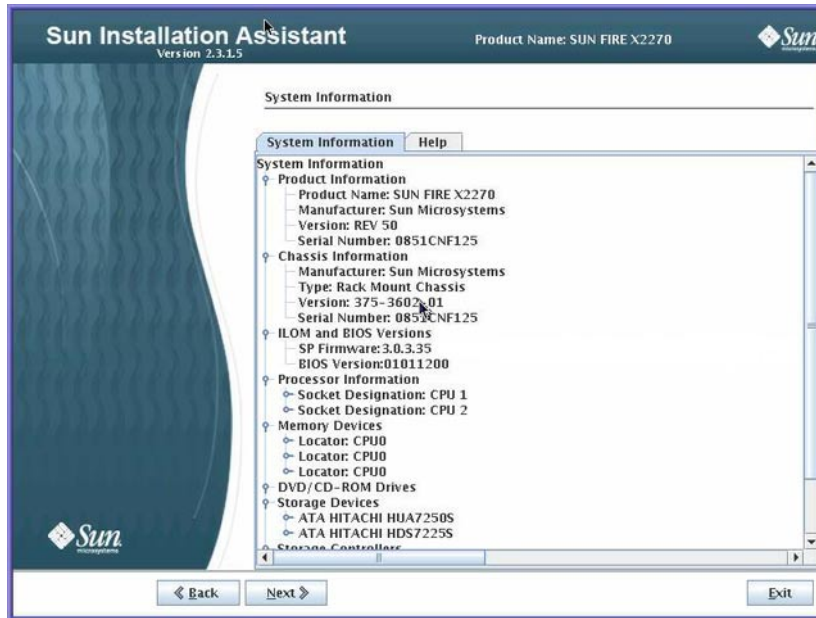 Sun Installation Assistant
Version 2.3.1.5
Product Name: SUN FIRE X2270
Sun
microsystems
System Information
System Information
Help
System Information
Product Information
Product Name: SUN FIRE X2270
Manufacturer: Sun Microsystems
Version: REV 50
Serial Number: 0851CNF125
Chassis Information
Manufacturer: Sun Microsystems
Type: Rack Mount Chassis
Version: 375-3602-01
Serial Number: 0851CNF125
ILOM and BIOS Versions
SP Firmware:3.0.3.35
BIOS Version:01011200
Processor Information
Socket Designation: CPU 1
Socket Designation: CPU 2
Memory Devices
Locator: CPU0
Locator: CPU0
Locator: CPU0
DVD/CD-ROM Drives
Storage Devices
ATA HITACHI HUA7250S
ATA HITACHI HDS7225S
Storage Controllers
Sun
microsystems
Back
Next
Exit